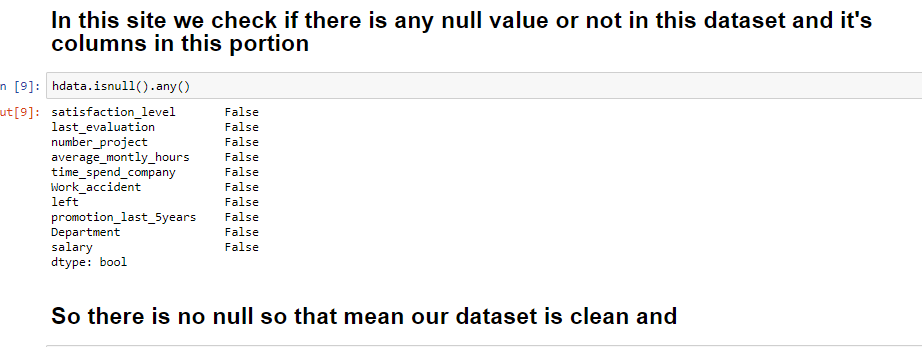 In this site we check if there is any null value or not in this dataset and it's
columns in this portion
n [9]: hdata.isnull().any()
ut[9]: satisfaction_level False
last_evaluation False
number_project False
average_montly_hours False
time_spend_company False
Work_accident False
left False
promotion_last_5years False
Department False
salary False
dtype: bool
So there is no null so that mean our dataset is clean and